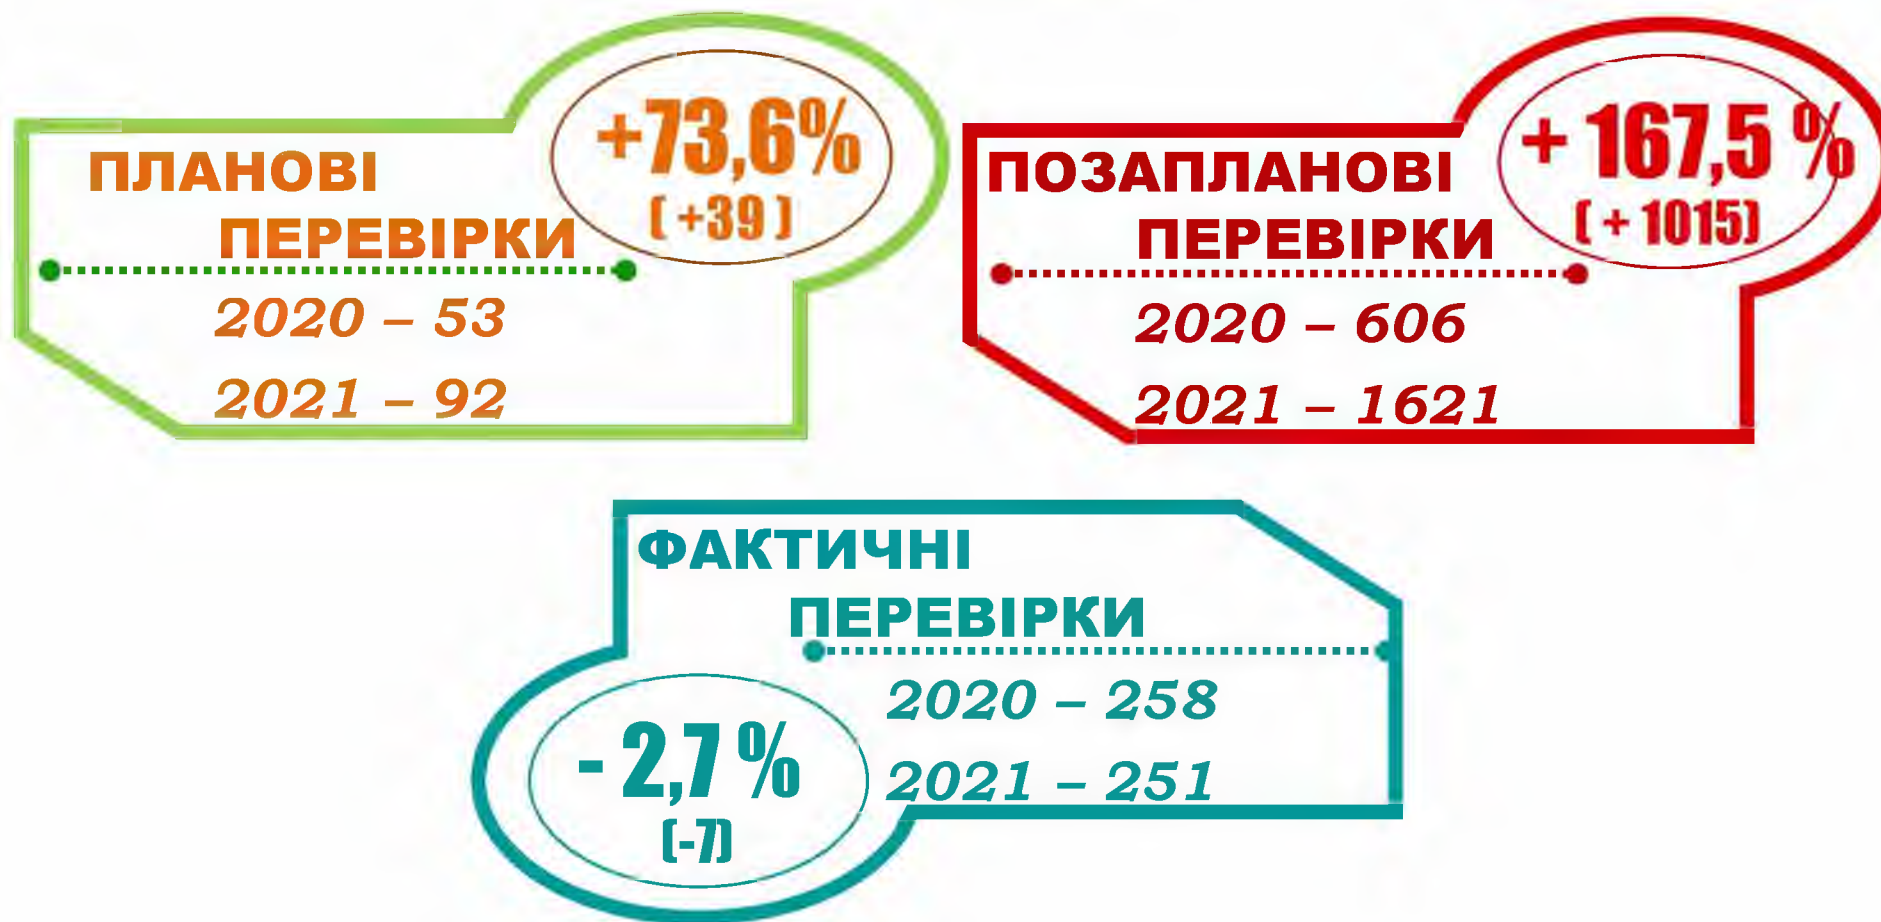 ПЛАНОВІ
ПЕРЕВІРКИ
+73,6%
( +39 )
2020 – 53
2021 – 92
ПОЗАПЛАНОВІ
ПЕРЕВІРКИ
+ 167,5 %
( + 1015)
2020 – 606
2021 – 1621
ФАКТИЧНІ
ПЕРЕВІРКИ
2020 – 258
2021 – 251
- 2,7 %
(-7)